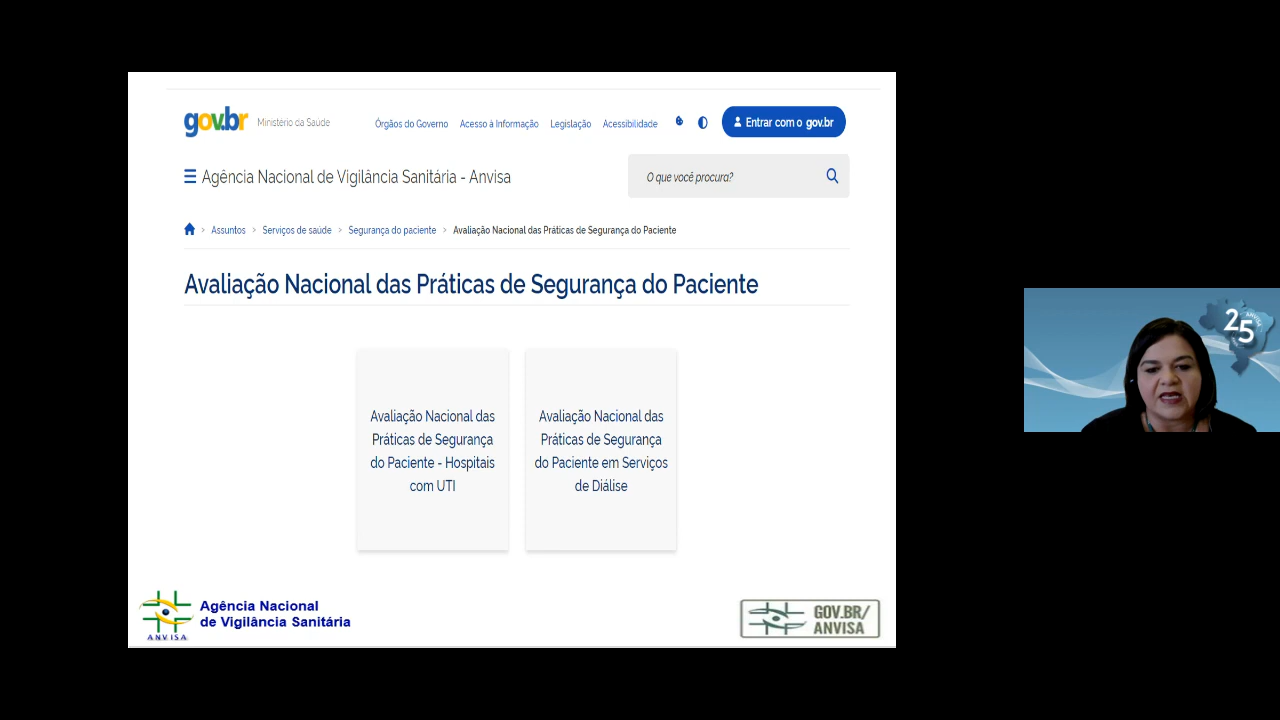 gov.br Ministério da Saúde Órgãos do Governo Acesso à Informação Legislação Acessibilidade Entrar com o gov.br
Agência Nacional de Vigilância Sanitária - Anvisa O que você procura?
Assuntos > Serviços de saúde > Segurança do paciente > Avaliação Nacional das Práticas de Segurança do Paciente
Avaliação Nacional das Práticas de Segurança do Paciente
Avaliação Nacional das
Práticas de Segurança
do Paciente - Hospitais
com UTI
Avaliação Nacional das
Práticas de Segurança
do Paciente em Serviços
de Diálise
ANVISA
Agência Nacional
de Vigilância Sanitária
GOV.BR/
ANVISA
25
ANVISA